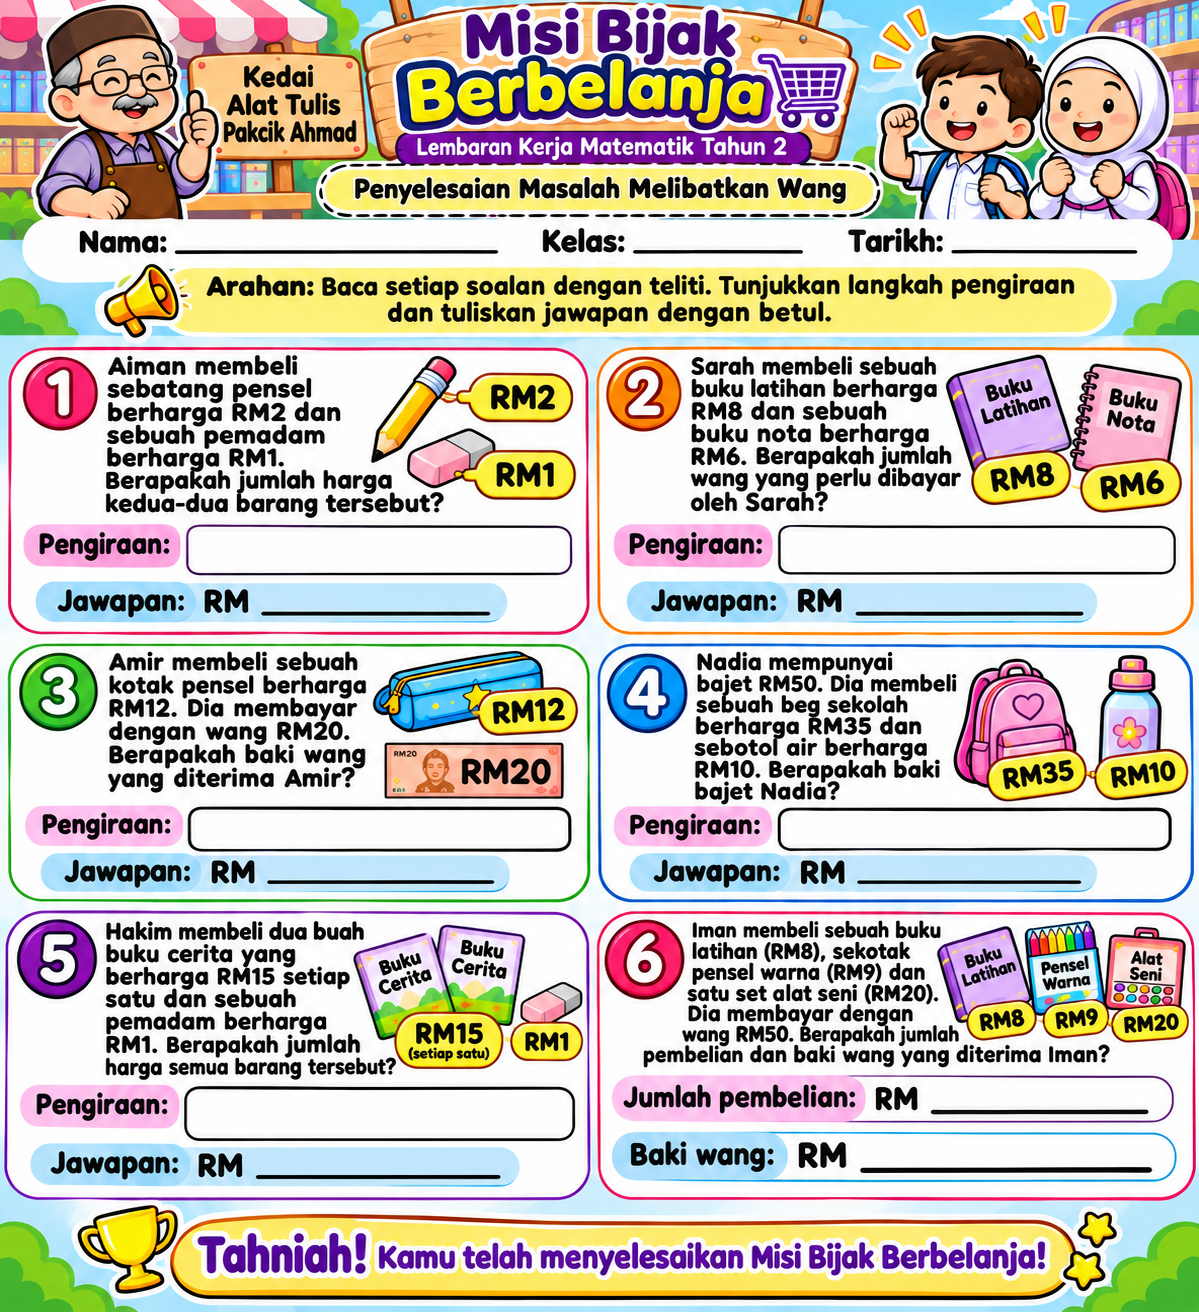 Kedai
Alat Tulis
Pakcik Ahmad
Misi Bijak
Berbelanja
Lembaran Kerja Matematik Tahun 2
Penyelesaian Masalah Melibatkan Wang
Nama: Kelas: Tarikh:
Arahan: Baca setiap soalan dengan teliti. Tunjukkan langkah pengiraan
dan tuliskan jawapan dengan betul.
1
Aiman membeli
sebatang pensel
berharga RM2 dan
sebuah pemadam
berharga RM1.
Berapakah jumlah harga
kedua-dua barang tersebut?
RM2
RM1
Pengiraan:
Jawapan: RM
2
Sarah membeli sebuah
buku latihan berharga
RM8 dan sebuah
buku nota berharga
RM6. Berapakah jumlah
wang yang perlu dibayar
oleh Sarah?
Buku
Latihan
Buku
Nota
RM8
RM6
Pengiraan:
Jawapan: RM
3
Amir membeli sebuah
kotak pensel berharga
RM12. Dia membayar
dengan wang RM20.
Berapakah baki wang
yang diterima Amir?
RM12
RM20
RM20
Pengiraan:
Jawapan: RM
4
Nadia mempunyai
bajet RM50. Dia membeli
sebuah beg sekolah
berharga RM35 dan
sebotol air berharga
RM10. Berapakah baki
bajet Nadia?
RM35
RM10
Pengiraan:
Jawapan: RM
5
Hakim membeli dua buah
buku cerita yang
berharga RM15 setiap
satu dan sebuah
pemadam berharga
RM1. Berapakah jumlah
harga semua barang tersebut?
Buku
Cerita
Buku
Cerita
RM15
(setiap satu)
RM1
Pengiraan:
Jawapan: RM
6
Iman membeli sebuah buku
latihan (RM8), sekotak
pensel warna (RM9) dan
satu set alat seni (RM20).
Dia membayar dengan
wang RM50. Berapakah jumlah
pembelian dan baki wang yang diterima Iman?
Buku
Latihan
Pensel
Warna
Alat
Seni
RM8
RM9
RM20
Jumlah pembelian: RM
Baki wang: RM
Tahniah! Kamu telah menyelesaikan Misi Bijak Berbelanja!